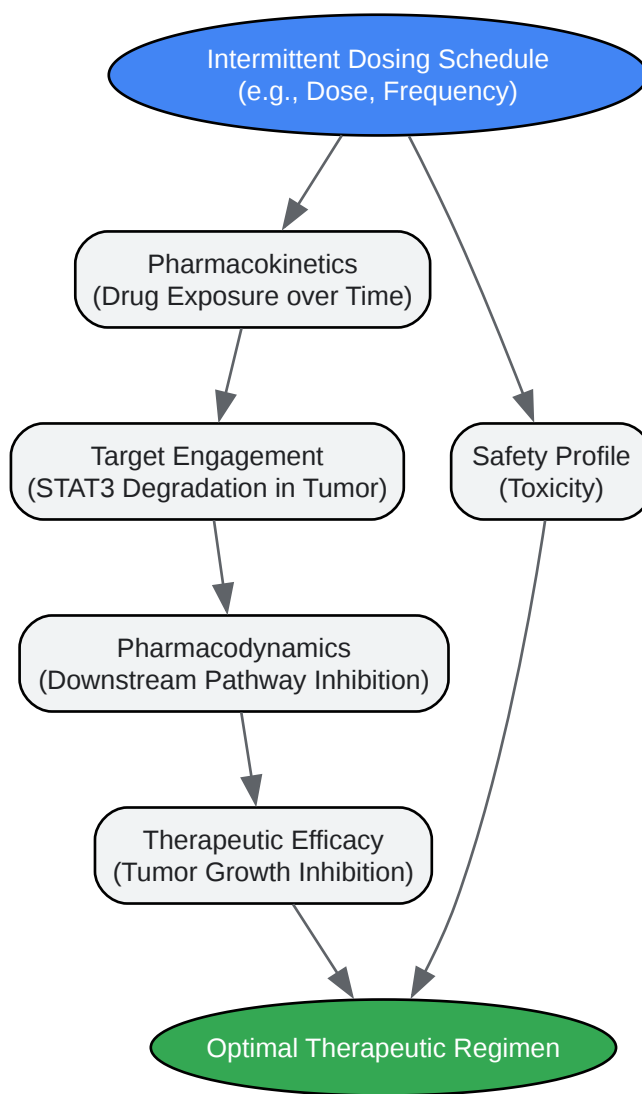 Intermittent Dosing Schedule
(e.g., Dose, Frequency)
Pharmacokinetics
(Drug Exposure over Time)
Target Engagement
(STAT3 Degradation in Tumor)
Safety Profile
(Toxicity)
Pharmacodynamics
(Downstream Pathway Inhibition)
Therapeutic Efficacy
(Tumor Growth Inhibition)
Optimal Therapeutic Regimen